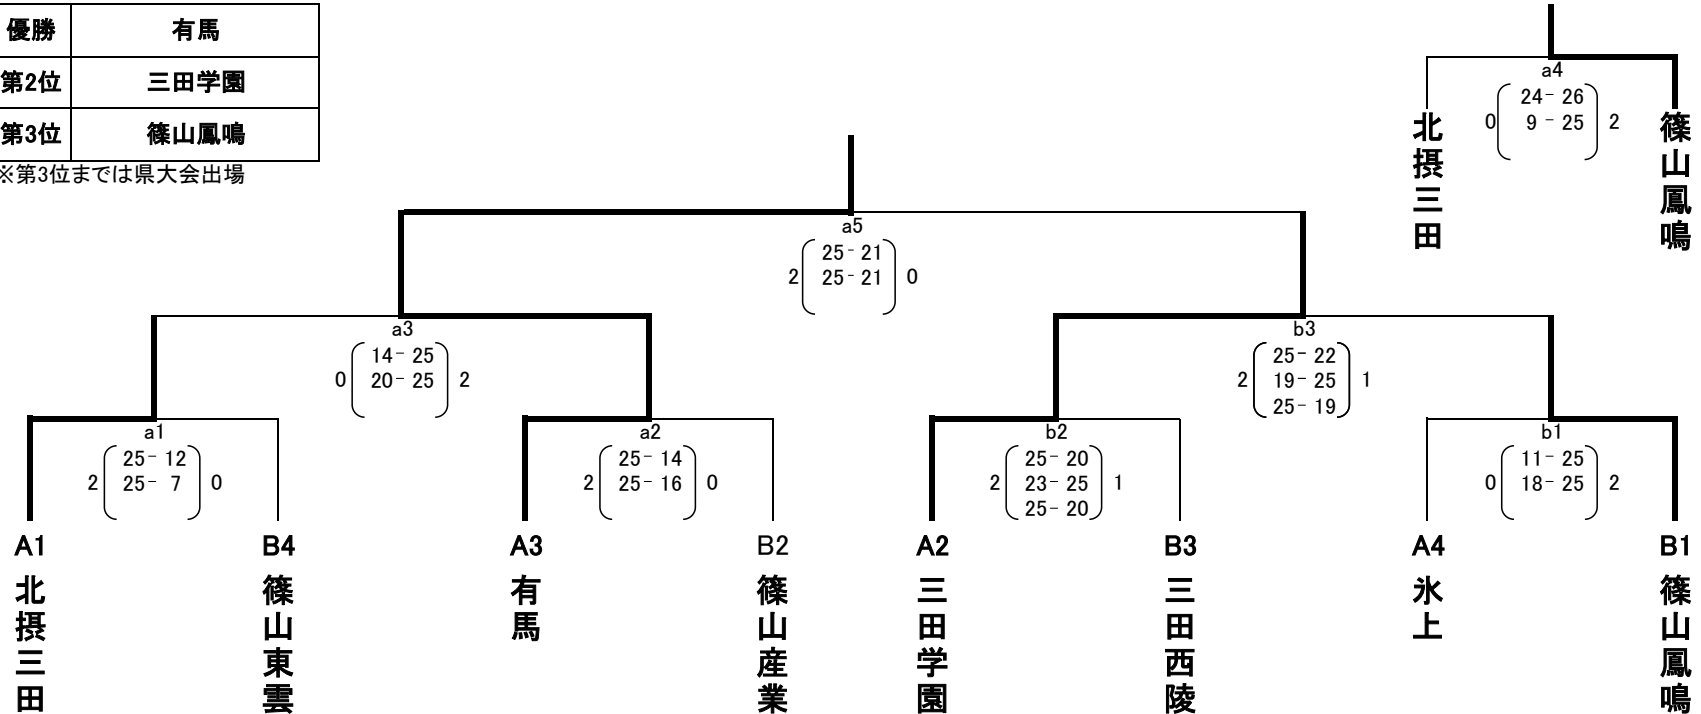 優勝 有馬
第2位 三田学園
第3位 篠山鳳鳴
※第3位までは県大会出場
a4
24- 26
0 9 - 25 2
北摂三田
篠山鳳鳴
a5
25- 21
2 25- 21 0
a3
14- 25
0 20- 25 2
b3
25- 22
2 19- 25 1
25- 19
a1
25- 12
2 25- 7 0
a2
25- 14
2 25- 16 0
b2
25- 20
2 23- 25 1
25- 20
b1
11- 25
0 18- 25 2
A1 B4 A3 B2 A2 B3 A4 B1
北摂三田
篠山東雲
有馬
篠山産業
三田学園
三田西陵
氷上
篠山鳳鳴